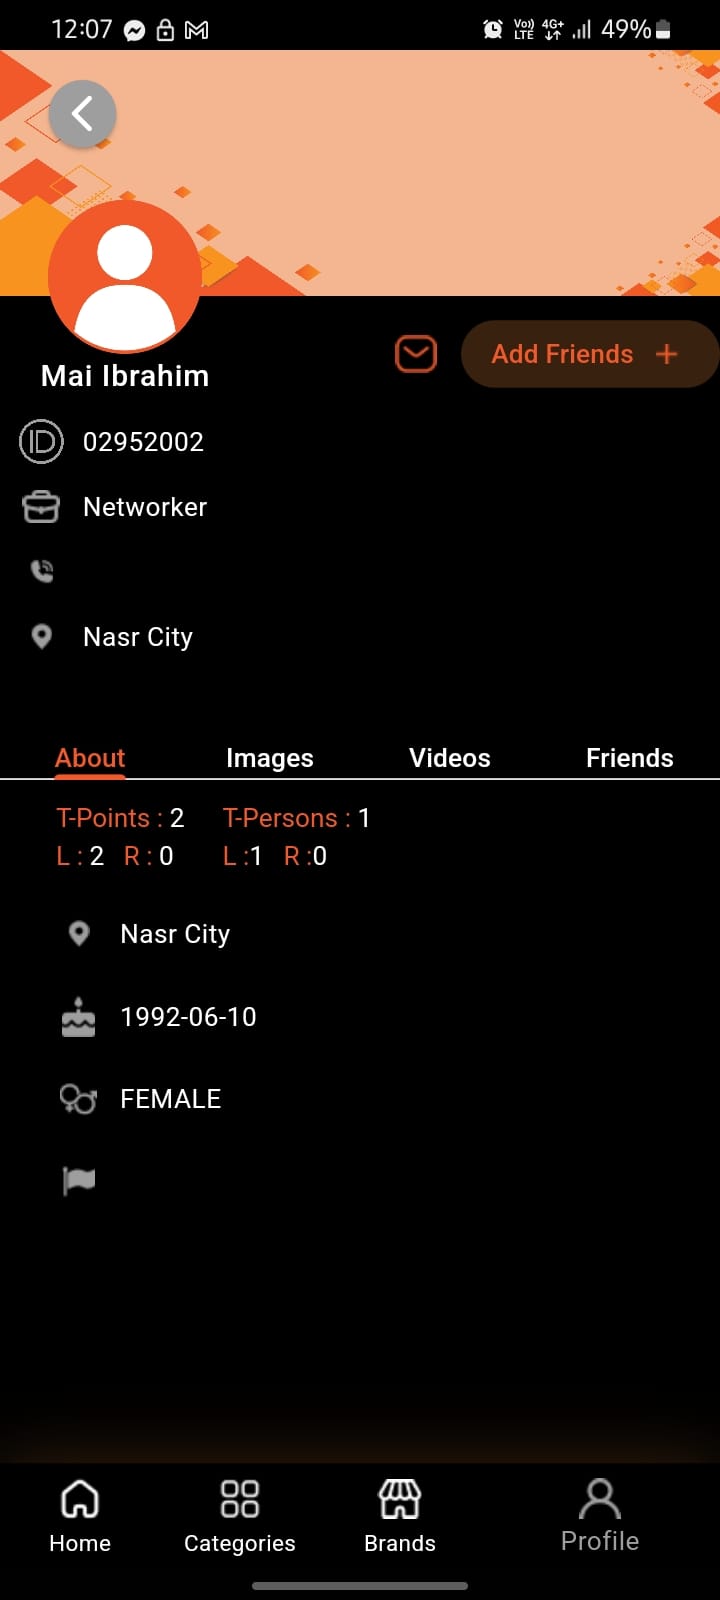 12:07 Vo)) LTE 4G+ 49%
Mai Ibrahim
Add Friends +
ID 02952002
Networker
Nasr City
About Images Videos Friends
T-Points : 2 T-Persons : 1
L : 2 R : 0 L :1 R :0
Nasr City
1992-06-10
FEMALE
Home Categories Brands Profile